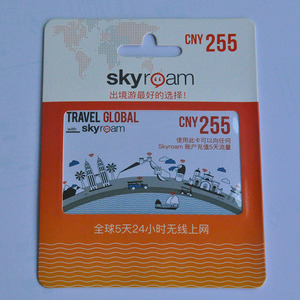 CNY 255
skyroam
出境游最好的选择!
TRAVEL GLOBAL
with skyroam
CNY 255
使用此卡可以向任何
Skyroam 账户充值5天流量
全球5天24小时无线上网